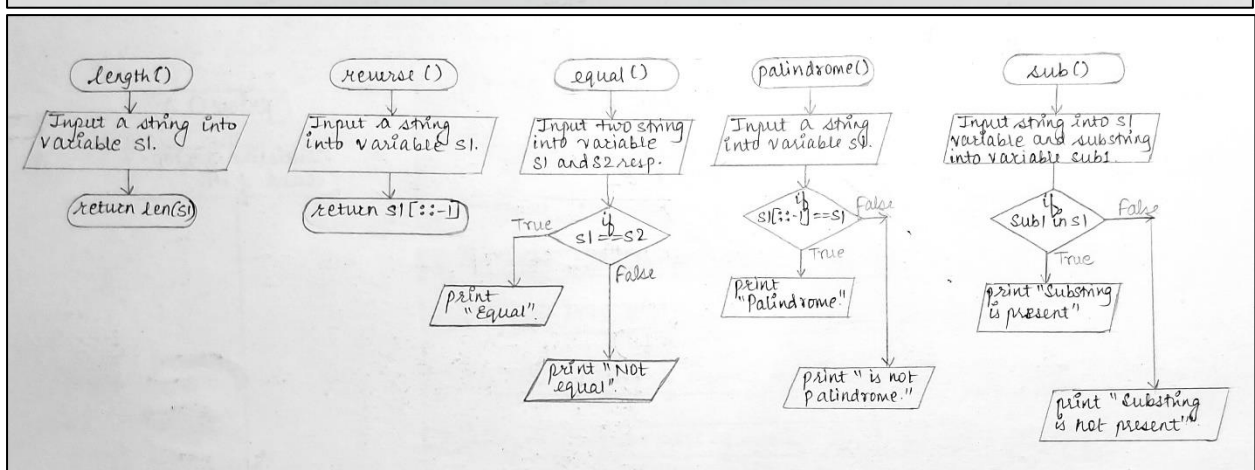 length()
Input a string into
variable S1.
return len(S1)
reverse ()
Input a string
into variable S1.
return S1[::-1]
equal()
Input two string
into variable
S1 and S2 resp.
if
S1==S2
True
False
print
"Equal".
print "Not
equal".
palindrome()
Input a string
into variable S1.
if
S1[::-1]==S1
False
True
print
"Palindrome."
print " is not
palindrome."
sub()
Input string into S1
variable and substring
into variable sub1.
if
Sub1 in S1
False
True
print "Substring
is present"
print "Substring
is not present".